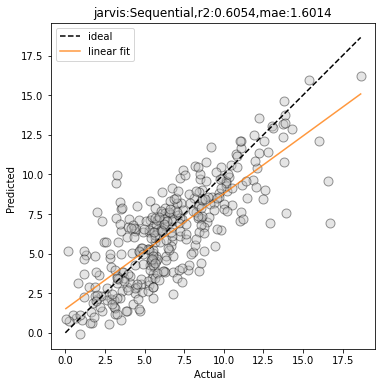 jarvis:Sequential,r2:0.6054,mae:1.6014
ideal
linear fit
17.5
15.0
12.5
10.0
7.5
5.0
2.5
0.0
Predicted
0.0 2.5 5.0 7.5 10.0 12.5 15.0 17.5
Actual